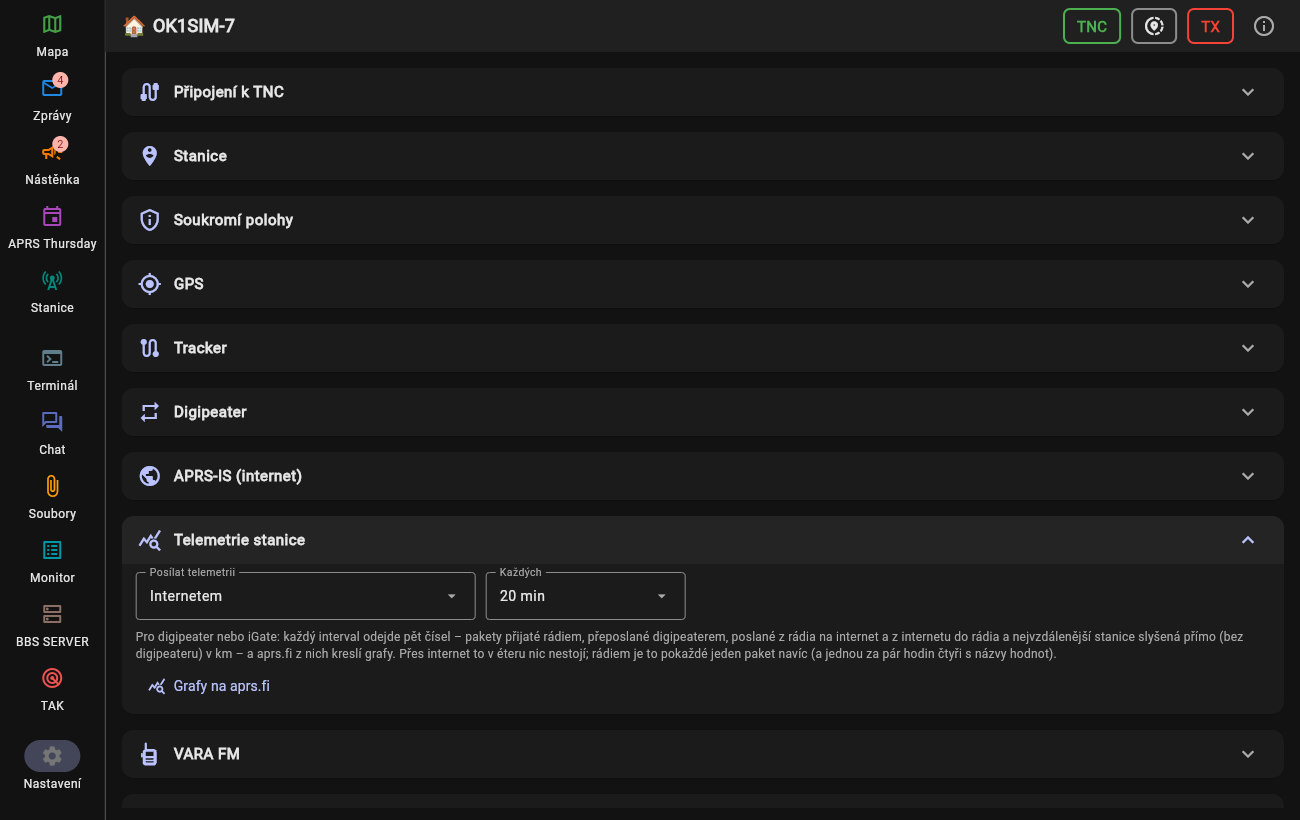 🏠 OK1SIM-7
TNC
TX
Mapa
4
Zprávy
2
Nástěnka
APRS Thursday
Stanice
Terminál
Chat
Soubory
Monitor
BBS SERVER
TAK
Nastavení
Připojení k TNC
Stanice
Soukromí polohy
GPS
Tracker
Digipeater
APRS-IS (internet)
Telemetrie stanice
Posílat telemetrii
Internetem
Každých
20 min
Pro digipeater nebo iGate: každý interval odejde pět čísel – pakety přijaté rádiem, přeposlané digipeaterem, poslané z rádia na internet a z internetu do rádia a nejvzdálenější stanice slyšená přímo (bez
digipeateru) v km – a aprs.fi z nich kreslí grafy. Přes internet to v éteru nic nestojí; rádiem je to pokaždé jeden paket navíc (a jednou za pár hodin čtyři s názvy hodnot).
Grafy na aprs.fi
VARA FM